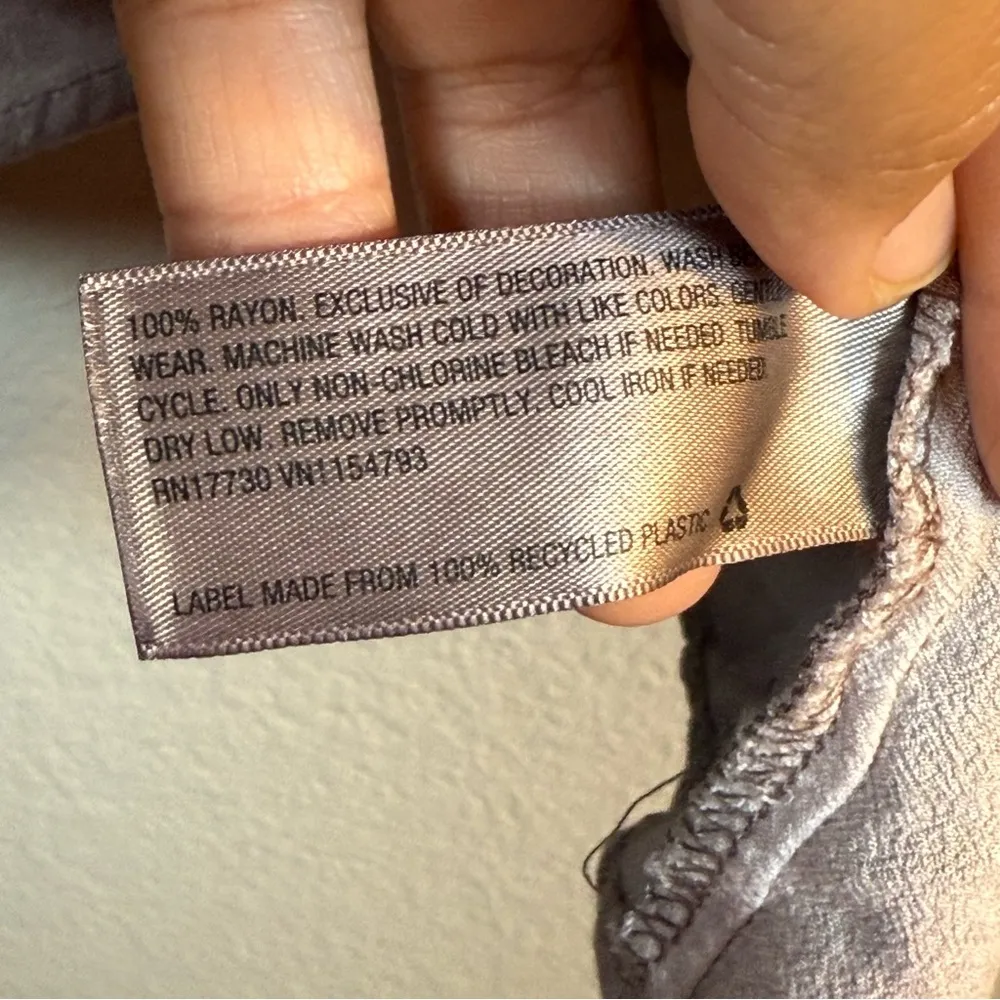 100% RAYON. EXCLUSIVE OF DECORATION. WASH
WEAR. MACHINE WASH COLD WITH LIKE COLORS
CYCLE. ONLY NON-CHLORINE BLEACH IF NEEDED. TUMBLE
DRY LOW. REMOVE PROMPTLY. COOL IRON IF NEEDED.
RN17730 VN1154793
LABEL MADE FROM 100% RECYCLED PLASTIC